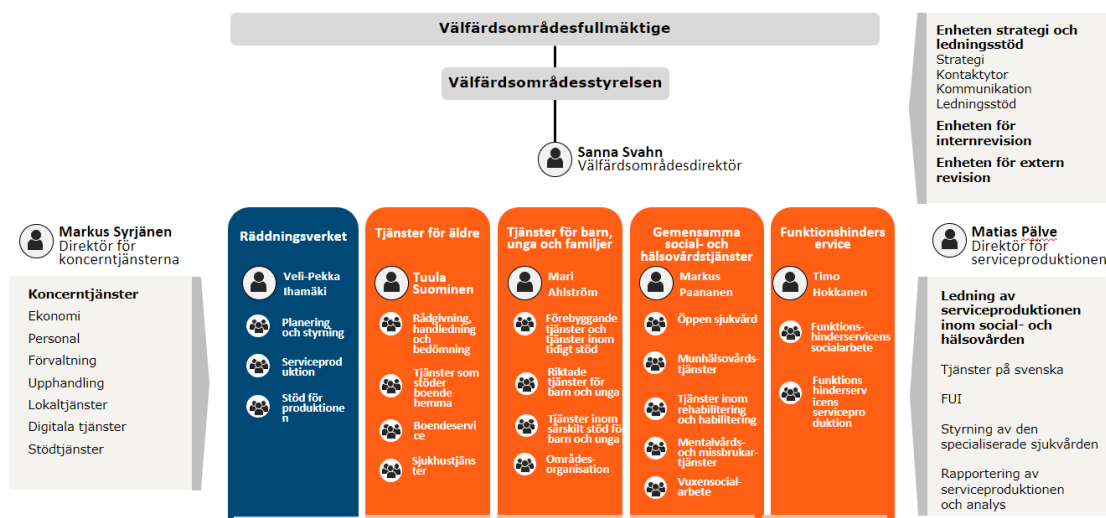 Välfärdsområdesfullmäktige
Välfärdsområdesstyrelsen
Sanna Svahn
Välfärdsområdesdirektör
Enheten strategi och
ledningsstöd
Strategi
Kontaktytor
Kommunikation
Ledningsstöd
Enheten för
internrevision
Enheten för extern
revision
Markus Syrjänen
Direktör för
koncerntjänsterna
Koncerntjänster
Ekonomi
Personal
Förvaltning
Upphandling
Lokaltjänster
Digitala tjänster
Stödtjänster
Räddningsverket
Veli-Pekka
Ihamäki
Planering
och styrning
Serviceprod
uktion
Stöd för
produktione
n
Tjänster för äldre
Tuula
Suominen
Rådgivning,
handledning
och
bedömning
Tjänster som
stöder
boende
hemma
Boendeservi
ce
Sjukhustjäns
ter
Tjänster för barn,
unga och familjer
Mari
Ahlström
Förebyggande
tjänster och
tjänster inom
tidigt stöd
Riktade
tjänster för
barn och unga
Tjänster inom
särskilt stöd fö
barn och unga
Områdes-
organisation
Gemensamma
social- och
hälsovårdstjänster
Markus
Paananen
Öppen sjukvård
Munhälsovårds-
tjänster
Tjänster inom
rehabilitering
och habilitering
Mentalvårds-
och missbrukar-
tjänster
Vuxensocial-
arbete
Funktionshinders
ervice
Timo
Hokkanen
Funktions-
hinderservicens
socialarbete
Funktions
hinderserv
icens
servicepro
duktion
Matias Pälve
Direktör för
serviceproduktionen
Ledning av
serviceproduktionen
inom social- och
hälsovården
Tjänster på svenska
FUI
Styrning av den
specialiserade sjukvården
Rapportering av
serviceproduktionen
och analys